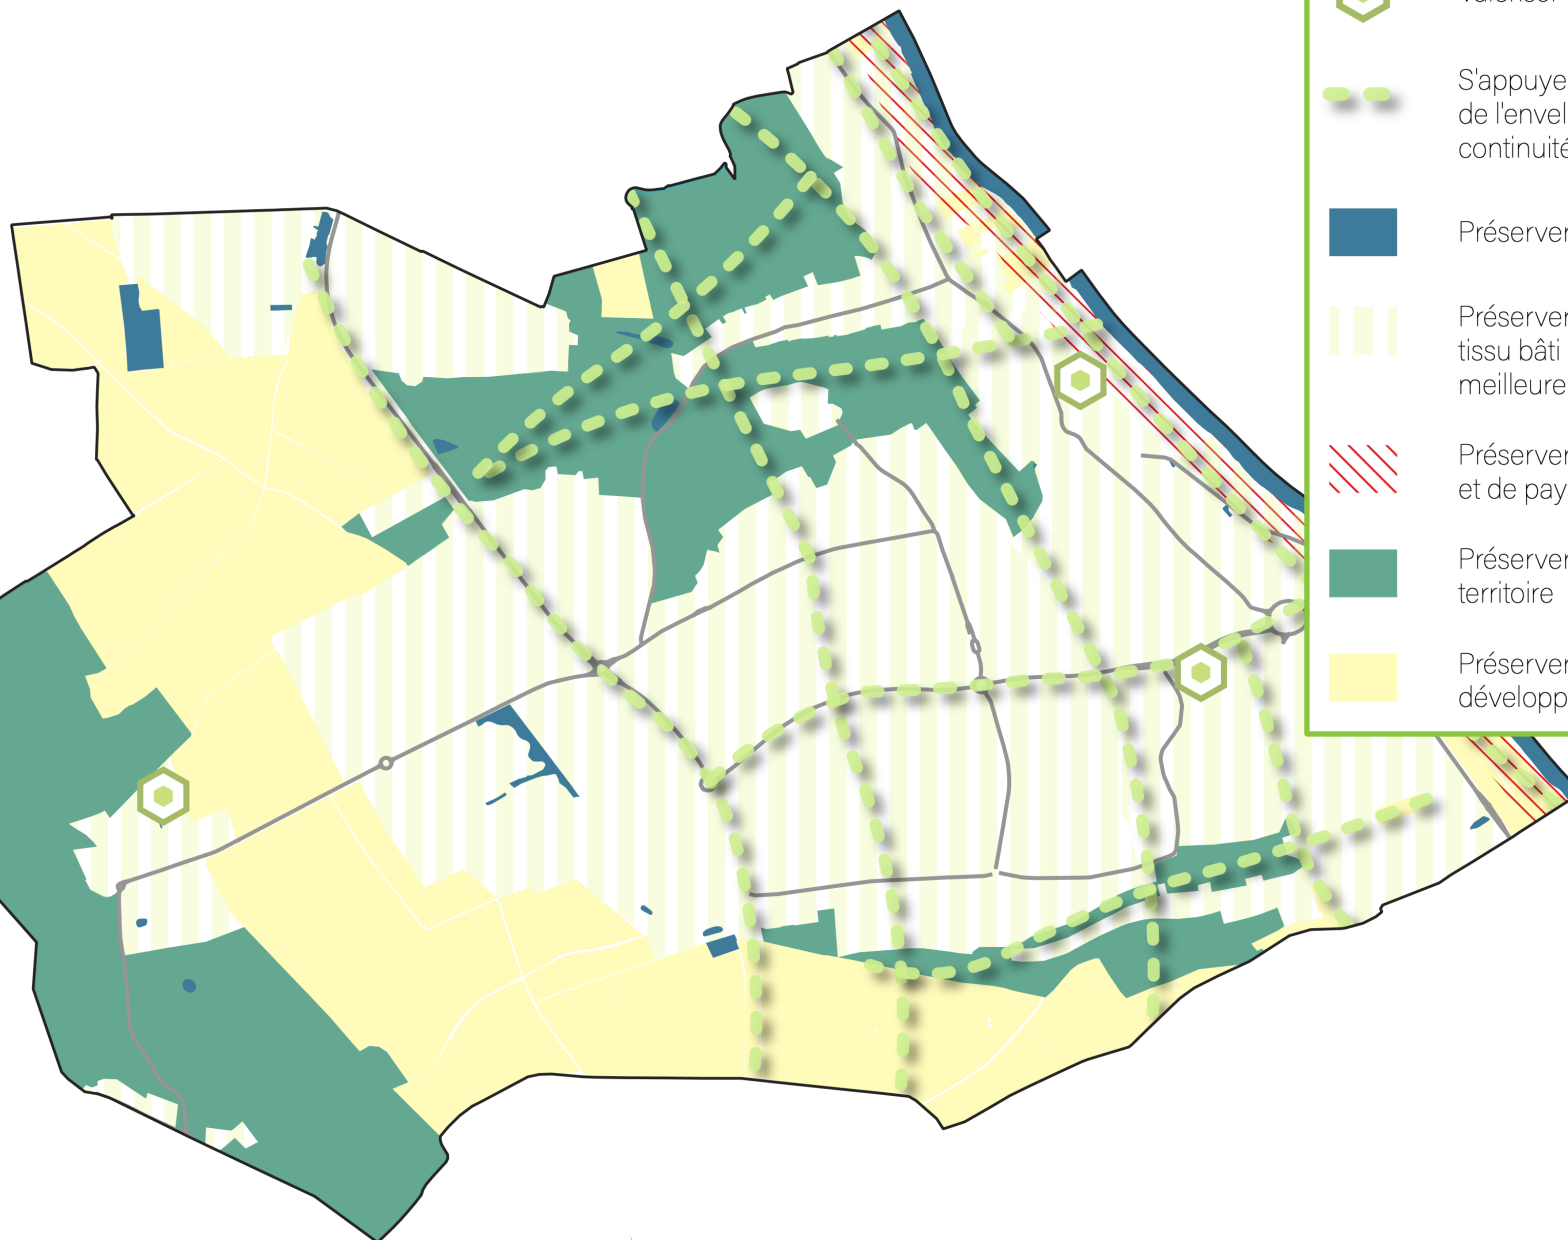 S'appuye
de l'envel
continuité
Préserver
Préserver
tissu bâti
meilleure
Préserver
et de pay
Préserver
territoire
Préserver
développ